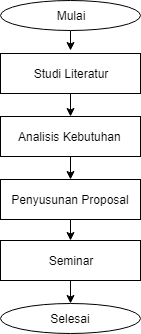 Mulai
Studi Literatur
Analisis Kebutuhan
Penyusunan Proposal
Seminar
Selesai